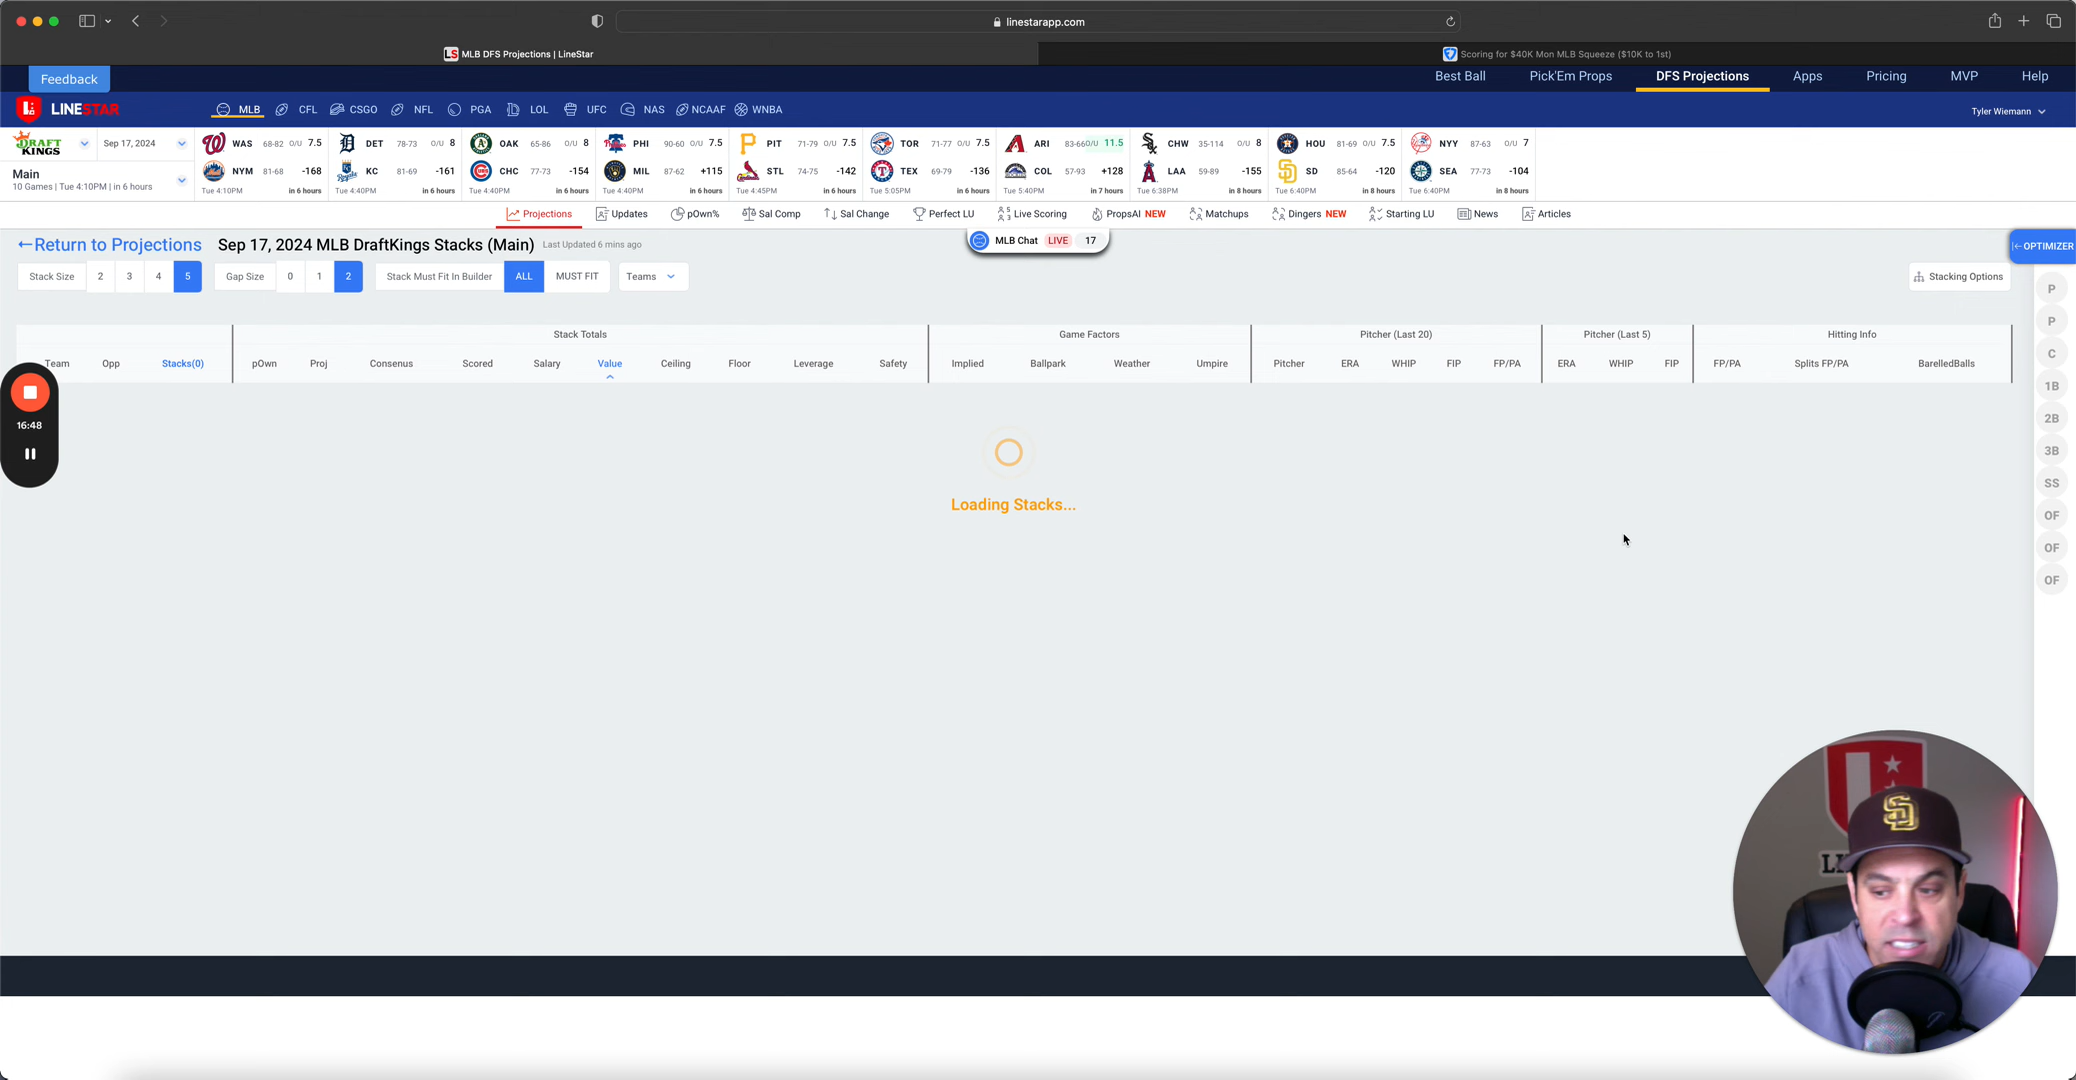 linestarapp.com
MLB DFS Projections | LineStar
Scoring for $40K Mon MLB Squeeze ($10K to 1st)
Feedback
Best Ball Pick'Em Props DFS Projections Apps Pricing MVP Help
LINESTAR MLB CFL CSGO NFL PGA LOL UFC NAS NCAAF WNBA Tyler Wiemann
DRAFT KINGS Sep 17, 2024
Main
10 Games | Tue 4:10PM | in 6 hours
WAS 68-82 O/U 7.5
NYM 81-68 -168
Tue 4:10PM in 6 hours
DET 78-73 O/U 8
KC 81-69 -161
Tue 4:40PM in 6 hours
OAK 65-86 O/U 8
CHC 77-73 -154
Tue 4:40PM in 6 hours
PHI 90-60 O/U 7.5
MIL 87-62 +115
Tue 4:40PM in 6 hours
PIT 71-79 O/U 7.5
STL 74-75 -142
Tue 4:45PM in 6 hours
TOR 71-77 O/U 7.5
TEX 69-79 -136
Tue 5:05PM in 6 hours
ARI 83-66 O/U 11.5
COL 57-93 +128
Tue 5:40PM in 7 hours
CHW 35-114 O/U 8
LAA 59-89 -155
Tue 6:38PM in 8 hours
HOU 81-69 O/U 7.5
SD 85-64 -120
Tue 6:40PM in 8 hours
NYY 87-63 O/U 7
SEA 77-73 -104
Tue 6:40PM in 8 hours
Projections Updates pOwn% Sal Comp Sal Change Perfect LU Live Scoring PropsAI NEW Matchups Dingers NEW Starting LU News Articles
←Return to Projections Sep 17, 2024 MLB DraftKings Stacks (Main) Last Updated 6 mins ago
MLB Chat LIVE 17
OPTIMIZER
Stack Size 2 3 4 5 Gap Size 0 1 2 Stack Must Fit In Builder ALL MUST FIT Teams Stacking Options
Stack Totals Game Factors Pitcher (Last 20) Pitcher (Last 5) Hitting Info
Team Opp Stacks(0) pOwn Proj Consenus Scored Salary Value Ceiling Floor Leverage Safety Implied Ballpark Weather Umpire Pitcher ERA WHIP FIP FP/PA ERA WHIP FIP FP/PA Splits FP/PA BarelledBalls
16:48
Loading Stacks...
P
P
C
1B
2B
3B
SS
OF
OF
OF
SD